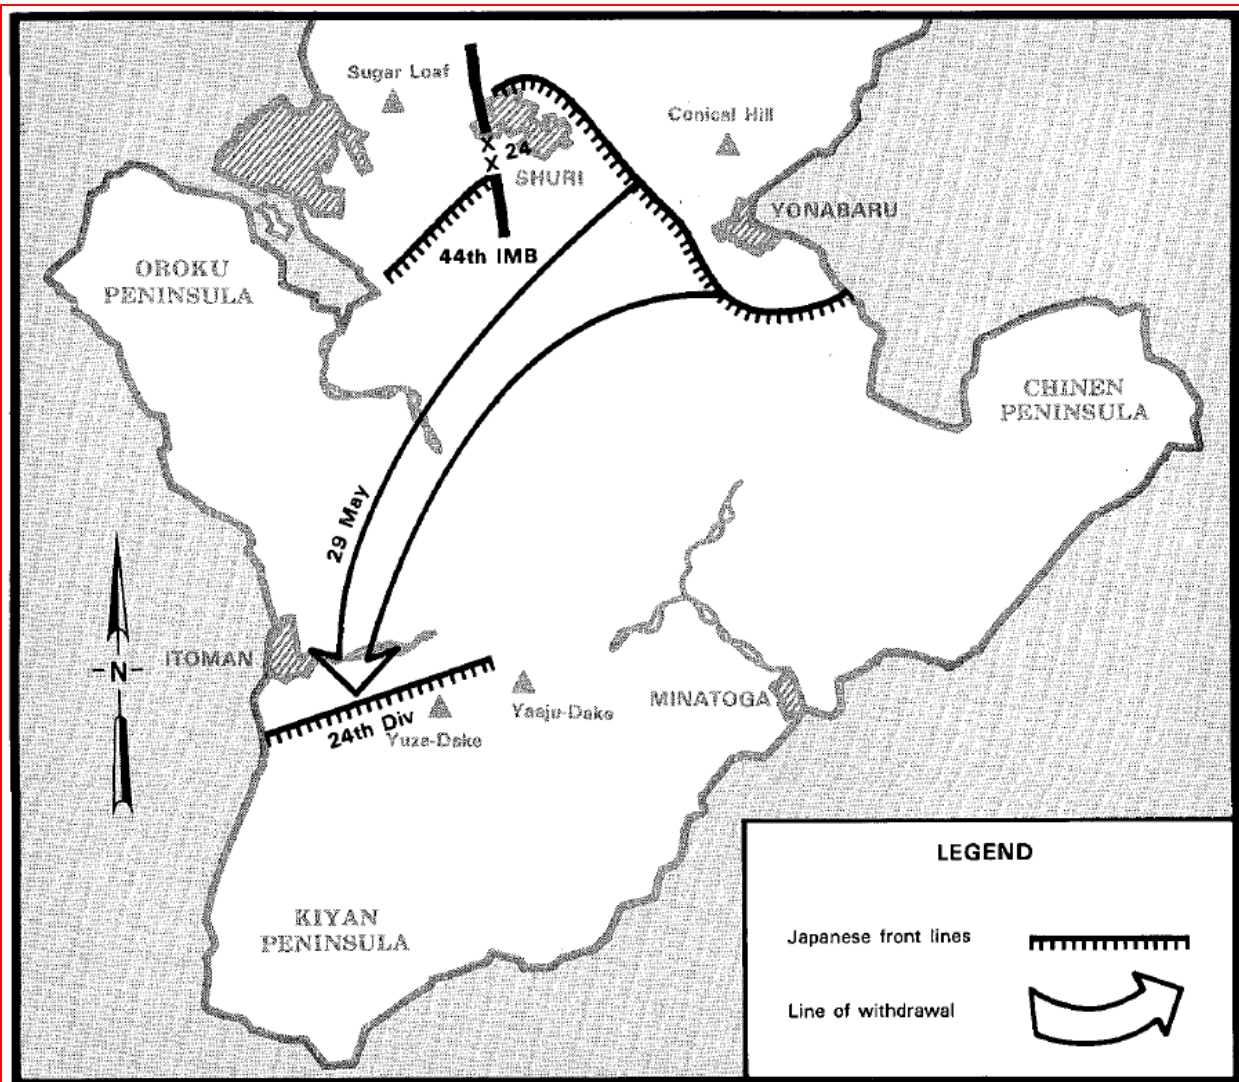 Sugar Loaf
Conical Hill
X
X 24
SHURI
YONABARU
44th IMB
OROKU
PENINSULA
CHINEN
PENINSULA
29 May
ITOMAN
-N-
MINATOGA
Yaeju-Dake
24th Div
Yuza-Dake
KIYAN
PENINSULA
LEGEND
Japanese front lines
Line of withdrawal